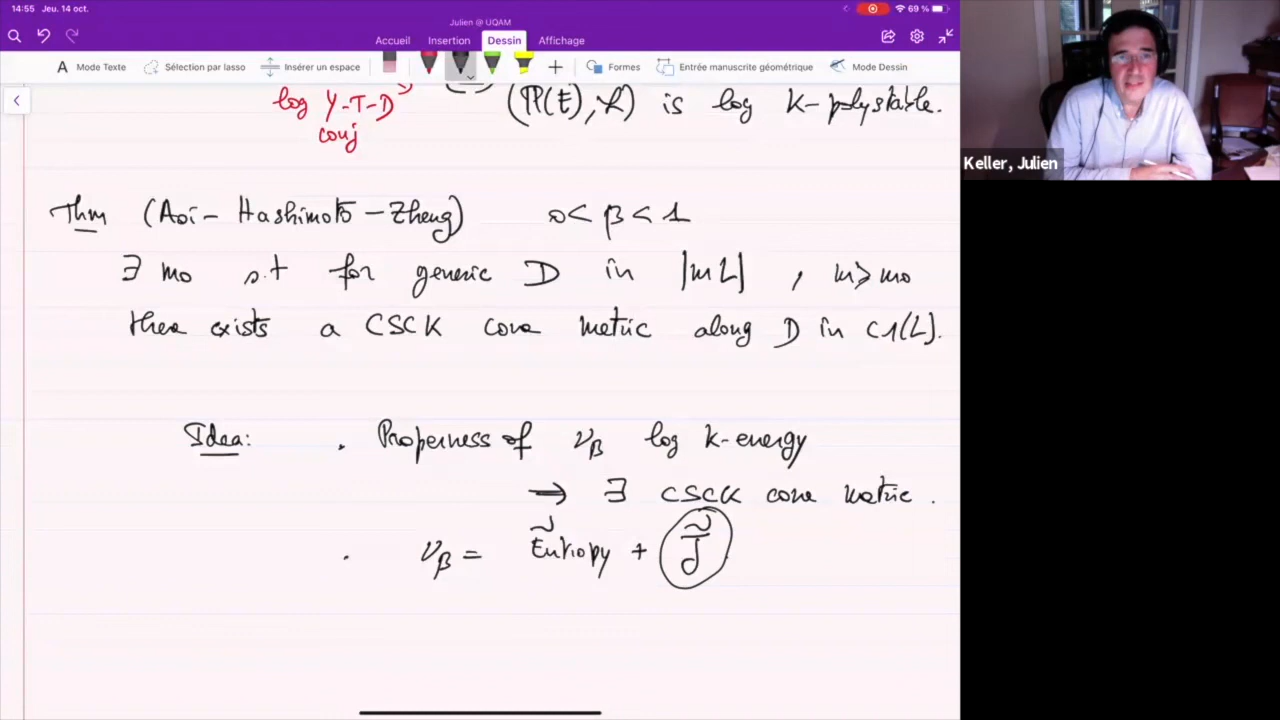 14:55 Jeu. 14 oct.
69 %
Julien @ UQAM
Accueil Insertion Dessin Affichage
Mode Texte Sélection par lasso Insérer un espace Formes Entrée manuscrite géométrique Mode Dessin
log Y-T-D
conj
(P(E), L) is log K-polystable.
Keller, Julien
Thm (Aoi - Hashimoto - Zheng) 0 < β < 1
∃ m0 s.t for generic D in |mL| , m ≥ m0
there exists a CSCK cone metric along D in c1(L).
Idea: . Properness of ν_β log K-energy
⟹ ∃ CSCK cone metric .
. ν_β = Ẽntropy + J̃